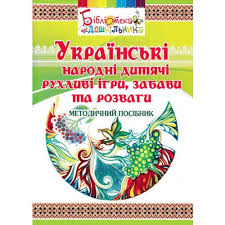 Бібліотека
дошкільника
Українські
народні дитячі
рухливі ігри, забави
та розваги
Методичний посібник